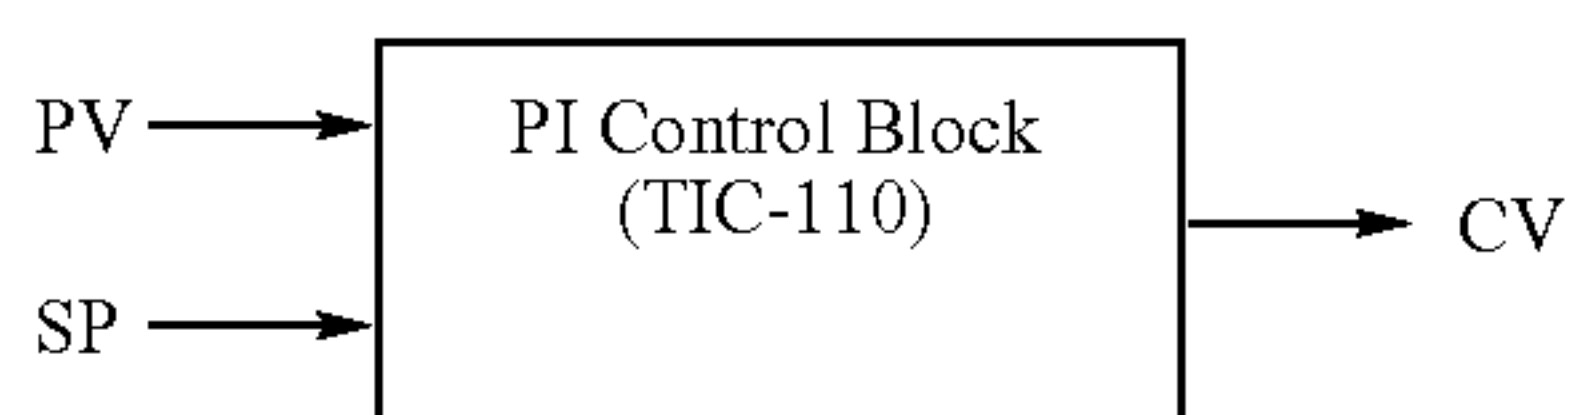 PV
PI Control Block
(TIC-110)
CV
SP